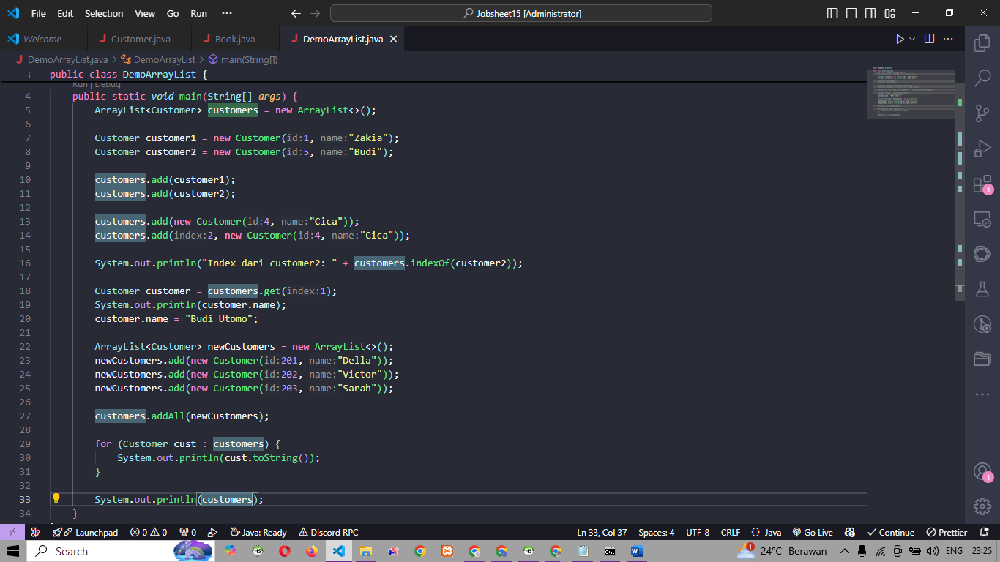 File Edit Selection View Go Run ··· Jobsheet15 [Administrator]
Welcome Customer.java Book.java DemoArrayList.java
DemoArrayList.java > DemoArrayList > main(String[])
3 public class DemoArrayList {
Run | Debug
4 public static void main(String[] args) {
5 ArrayList<Customer> customers = new ArrayList<>();
6
7 Customer customer1 = new Customer(id:1, name:"Zakia");
8 Customer customer2 = new Customer(id:5, name:"Budi");
9
10 customers.add(customer1);
11 customers.add(customer2);
12
13 customers.add(new Customer(id:4, name:"Cica"));
14 customers.add(index:2, new Customer(id:4, name:"Cica"));
15
16 System.out.println("Index dari customer2: " + customers.indexOf(customer2));
17
18 Customer customer = customers.get(index:1);
19 System.out.println(customer.name);
20 customer.name = "Budi Utomo";
21
22 ArrayList<Customer> newCustomers = new ArrayList<>();
23 newCustomers.add(new Customer(id:201, name:"Della"));
24 newCustomers.add(new Customer(id:202, name:"Victor"));
25 newCustomers.add(new Customer(id:203, name:"Sarah"));
26
27 customers.addAll(newCustomers);
28
29 for (Customer cust : customers) {
30 System.out.println(cust.toString());
31 }
32
33 System.out.println(customers);
34 }
Launchpad 0 0 0 Java: Ready Discord RPC Ln 33, Col 37 Spaces: 4 UTF-8 CRLF {} Java Go Live Continue Prettier
Search 24°C Berawan ENG 23:25